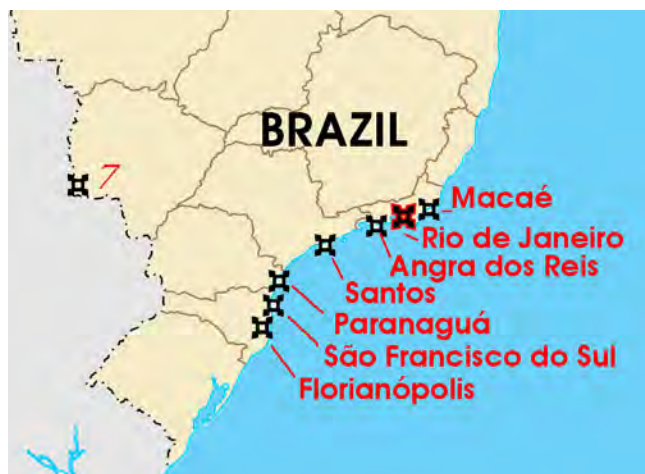 BRAZIL
7
Macaé
Rio de Janeiro
Angra dos Reis
Santos
Paranaguá
São Francisco do Sul
Florianópolis